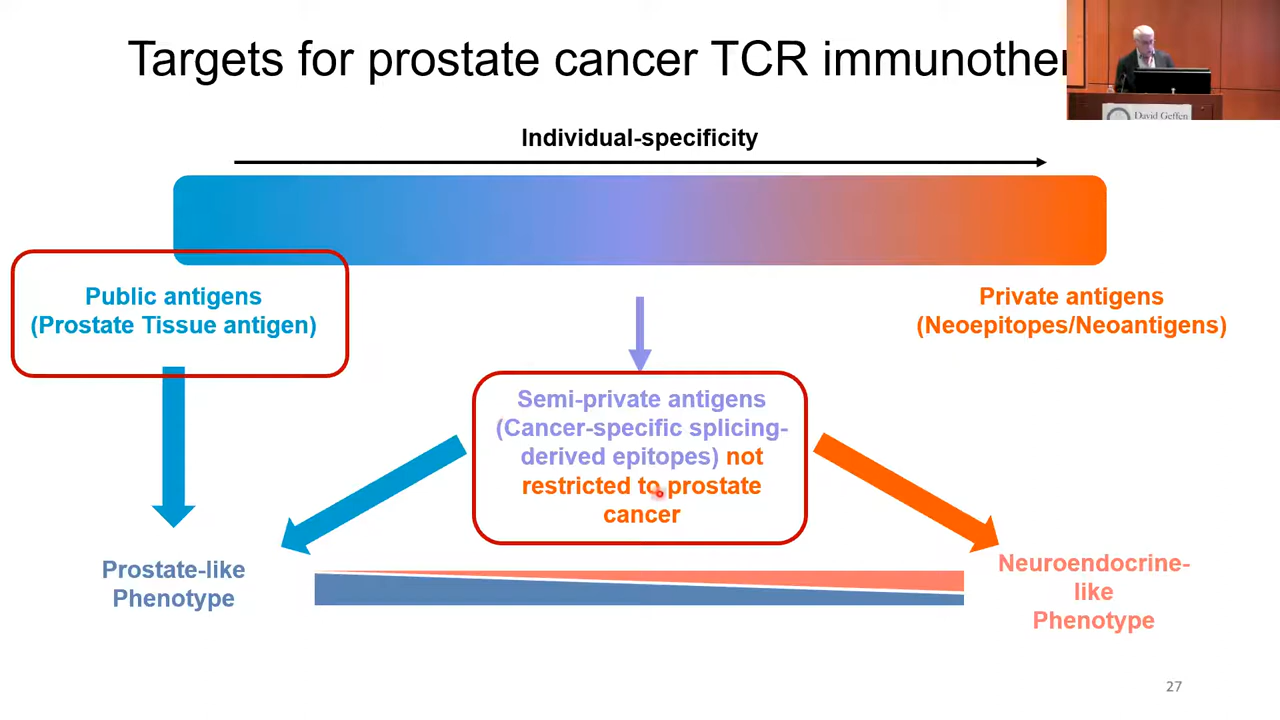 Targets for prostate cancer TCR immunother
David Geffen
Individual-specificity
Public antigens
(Prostate Tissue antigen)
Private antigens
(Neoepitopes/Neoantigens)
Semi-private antigens
(Cancer-specific splicing-
derived epitopes) not
restricted to prostate
cancer
Prostate-like
Phenotype
Neuroendocrine-
like
Phenotype
27